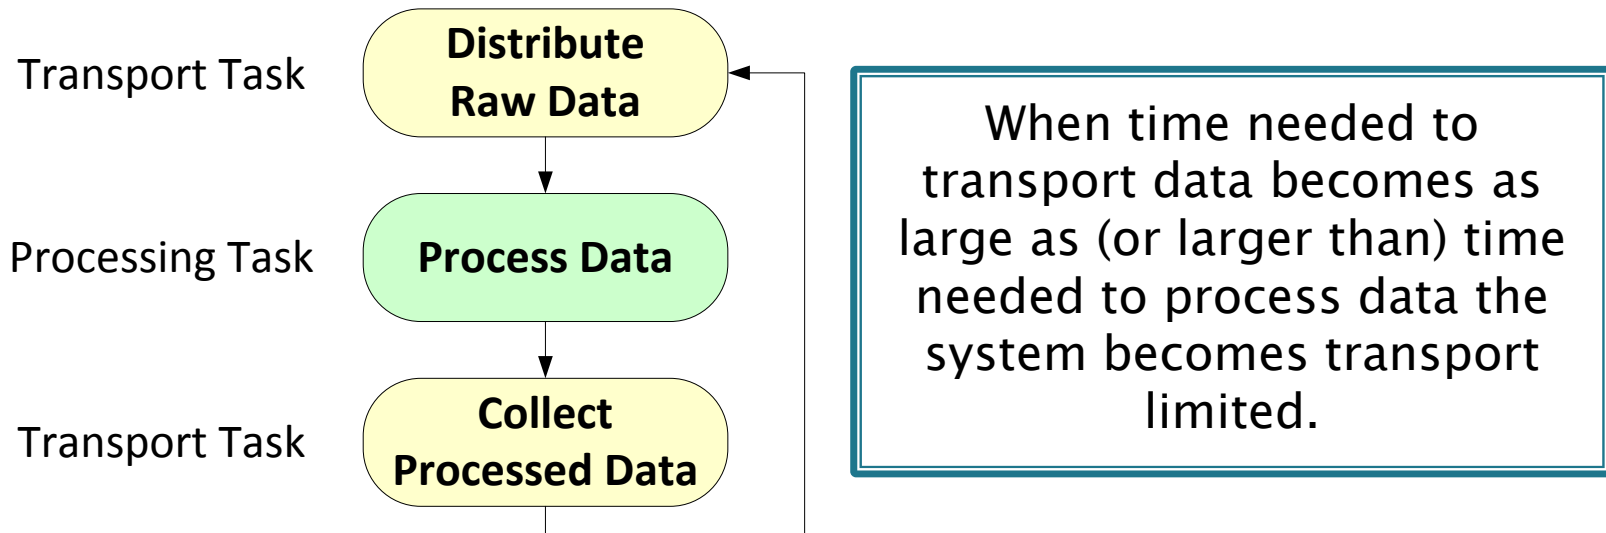 Transport Task
Distribute
Raw Data
Processing Task
Process Data
Transport Task
Collect
Processed Data
When time needed to
transport data becomes as
large as (or larger than) time
needed to process data the
system becomes transport
limited.